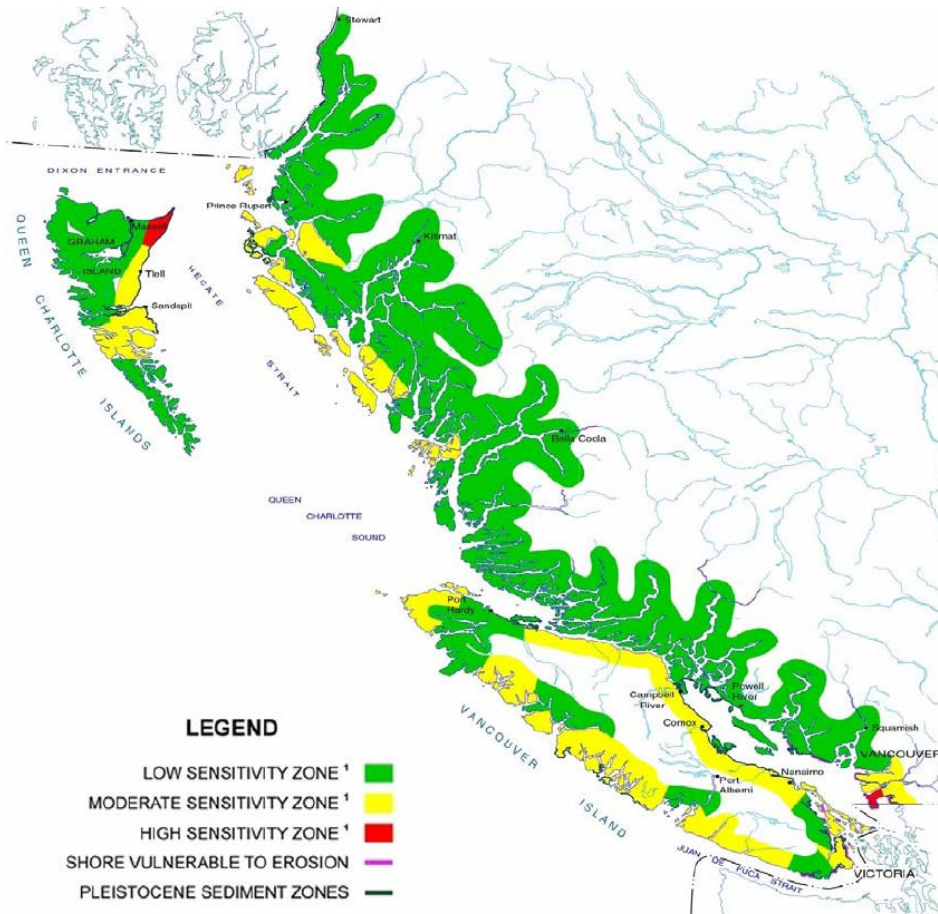 Stewart
DIXON ENTRANCE
Prince Rupert
Masset
QUEEN
CHARLOTTE
ISLANDS
GRAHAM
ISLAND
Tlell
HECATE
STRAIT
Kitimat
Sandspit
Bella Coola
QUEEN
CHARLOTTE
SOUND
Port
Hardy
Campbell
River
Powell
River
Comox
Squamish
VANCOUVER
VANCOUVER
ISLAND
Nanaimo
Port
Alberni
JUAN DE FUCA STRAIT
VICTORIA
LEGEND
LOW SENSITIVITY ZONE ¹
MODERATE SENSITIVITY ZONE ¹
HIGH SENSITIVITY ZONE ¹
SHORE VULNERABLE TO EROSION
PLEISTOCENE SEDIMENT ZONES